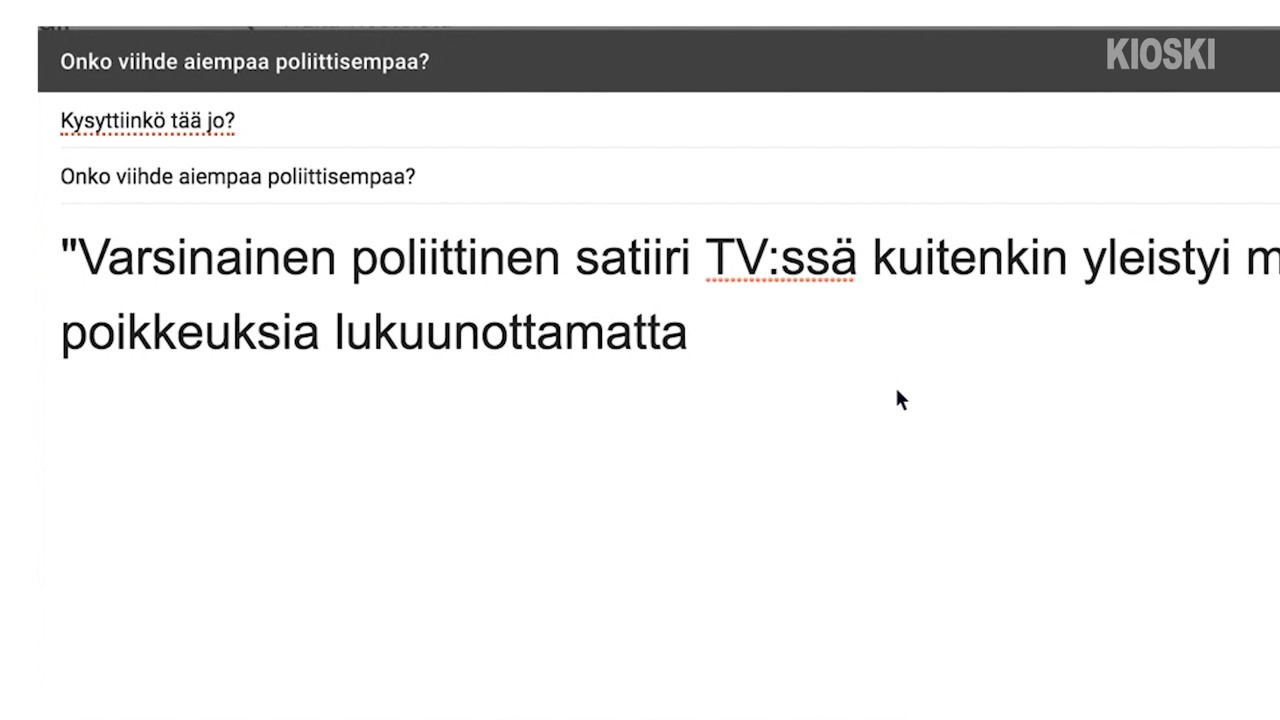 Onko viihde aiempaa poliittisempaa?
KIOSKI
Kysyttiinkö tää jo?
Onko viihde aiempaa poliittisempaa?
"Varsinainen poliittinen satiiri TV:ssä kuitenkin yleistyi
poikkeuksia lukuunottamatta